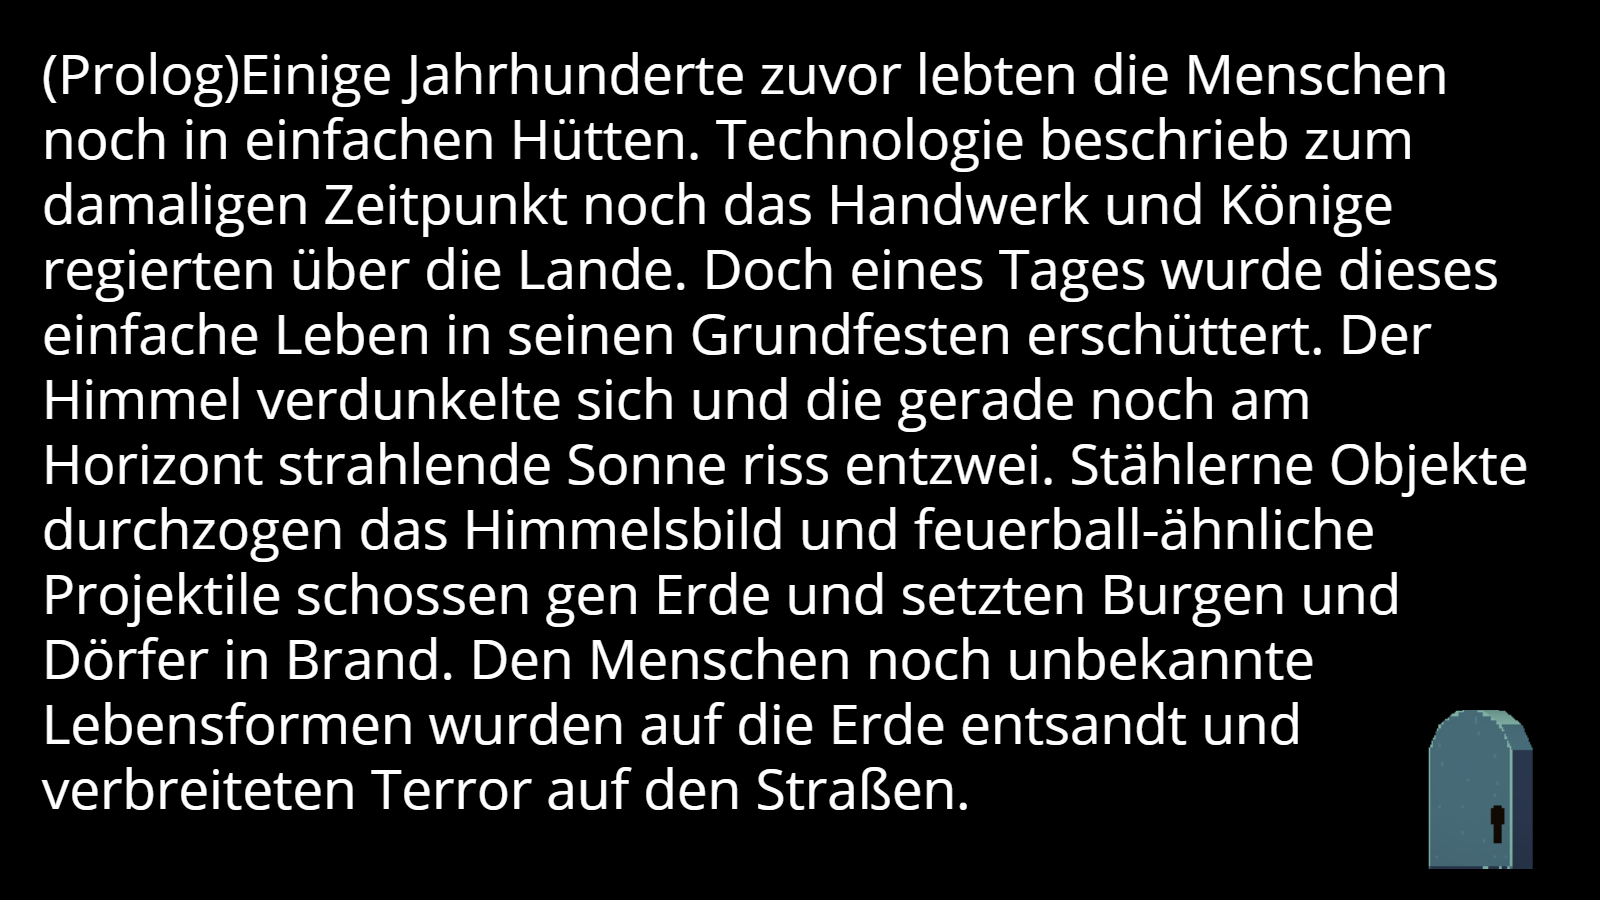 (Prolog)Einige Jahrhunderte zuvor lebten die Menschen
noch in einfachen Hütten. Technologie beschrieb zum
damaligen Zeitpunkt noch das Handwerk und Könige
regierten über die Lande. Doch eines Tages wurde dieses
einfache Leben in seinen Grundfesten erschüttert. Der
Himmel verdunkelte sich und die gerade noch am
Horizont strahlende Sonne riss entzwei. Stählerne Objekte
durchzogen das Himmelsbild und feuerball-ähnliche
Projektile schossen gen Erde und setzten Burgen und
Dörfer in Brand. Den Menschen noch unbekannte
Lebensformen wurden auf die Erde entsandt und
verbreiteten Terror auf den Straßen.